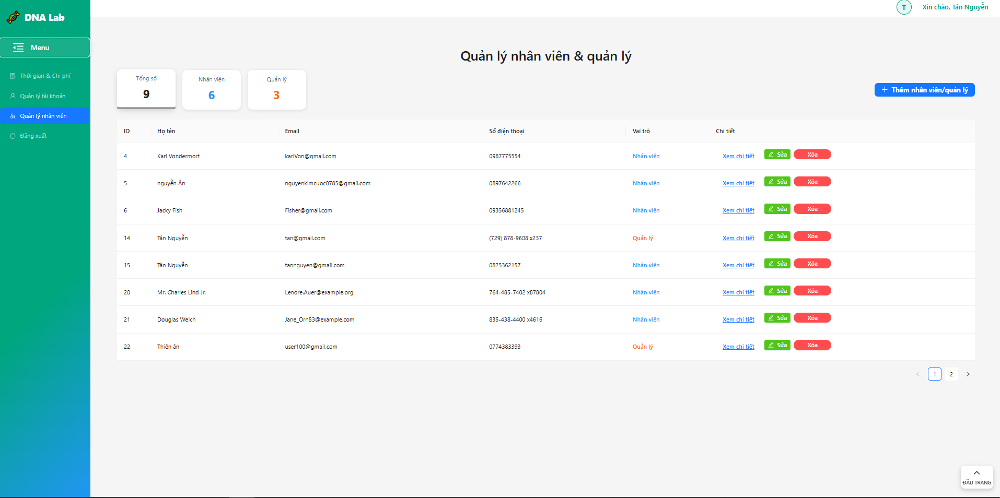 DNA Lab
T Xin chào, Tân Nguyễn
Menu
Thời gian & Chi phí
Quản lý tài khoản
Quản lý nhân viên
Đăng xuất
Quản lý nhân viên & quản lý
Tổng số
9
Nhân viên
6
Quản lý
3
+ Thêm nhân viên/quản lý
ID Họ tên Email Số điện thoại Vai trò Chi tiết
4 Karl Vondermort karlVon@gmail.com 0987775554 Nhân viên Xem chi tiết Sửa Xóa
5 nguyễn Ân nguyenkimcuoc0785@gmail.com 0897642266 Nhân viên Xem chi tiết Sửa Xóa
6 Jacky Fish Fisher@gmail.com 09356881245 Nhân viên Xem chi tiết Sửa Xóa
14 Tân Nguyễn tan@gmail.com (729) 878-9608 x237 Quản lý Xem chi tiết Sửa Xóa
15 Tân Nguyễn tannguyen@gmail.com 0825362157 Nhân viên Xem chi tiết Sửa Xóa
20 Mr. Charles Lind Jr. Lenore.Auer@example.org 764-485-7402 x87804 Nhân viên Xem chi tiết Sửa Xóa
21 Douglas Welch Jane_Orn83@example.com 835-438-4400 x4616 Nhân viên Xem chi tiết Sửa Xóa
22 Thiên ân user100@gmail.com 0774383393 Quản lý Xem chi tiết Sửa Xóa
< 1 2 >
ĐẦU TRANG